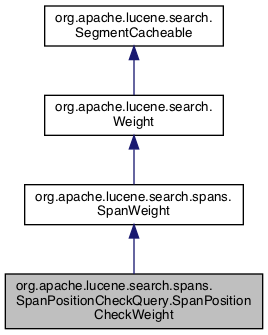 org.apache.lucene.search.
SegmentCacheable
org.apache.lucene.search.
Weight
org.apache.lucene.search.spans.
SpanWeight
org.apache.lucene.search.spans.
SpanPositionCheckQuery.SpanPosition
CheckWeight